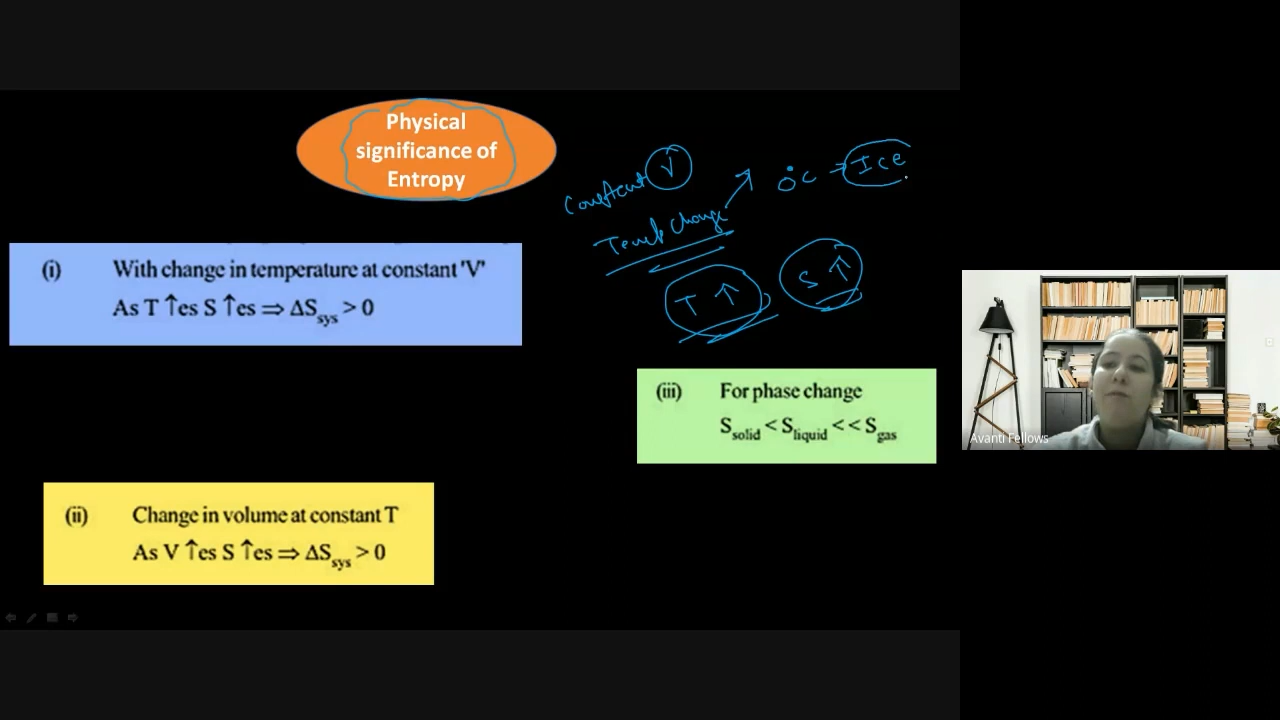 Physical
significance of
Entropy
Constant V
Temp Change
0°C → Ice
T ↑, S ↑
(i) With change in temperature at constant 'V'
As T ↑es S ↑es ⇒ ΔSsys > 0
(iii) For phase change
Ssolid < Sliquid << Sgas
(ii) Change in volume at constant T
As V ↑es S ↑es ⇒ ΔSsys > 0
Avanti Fellows